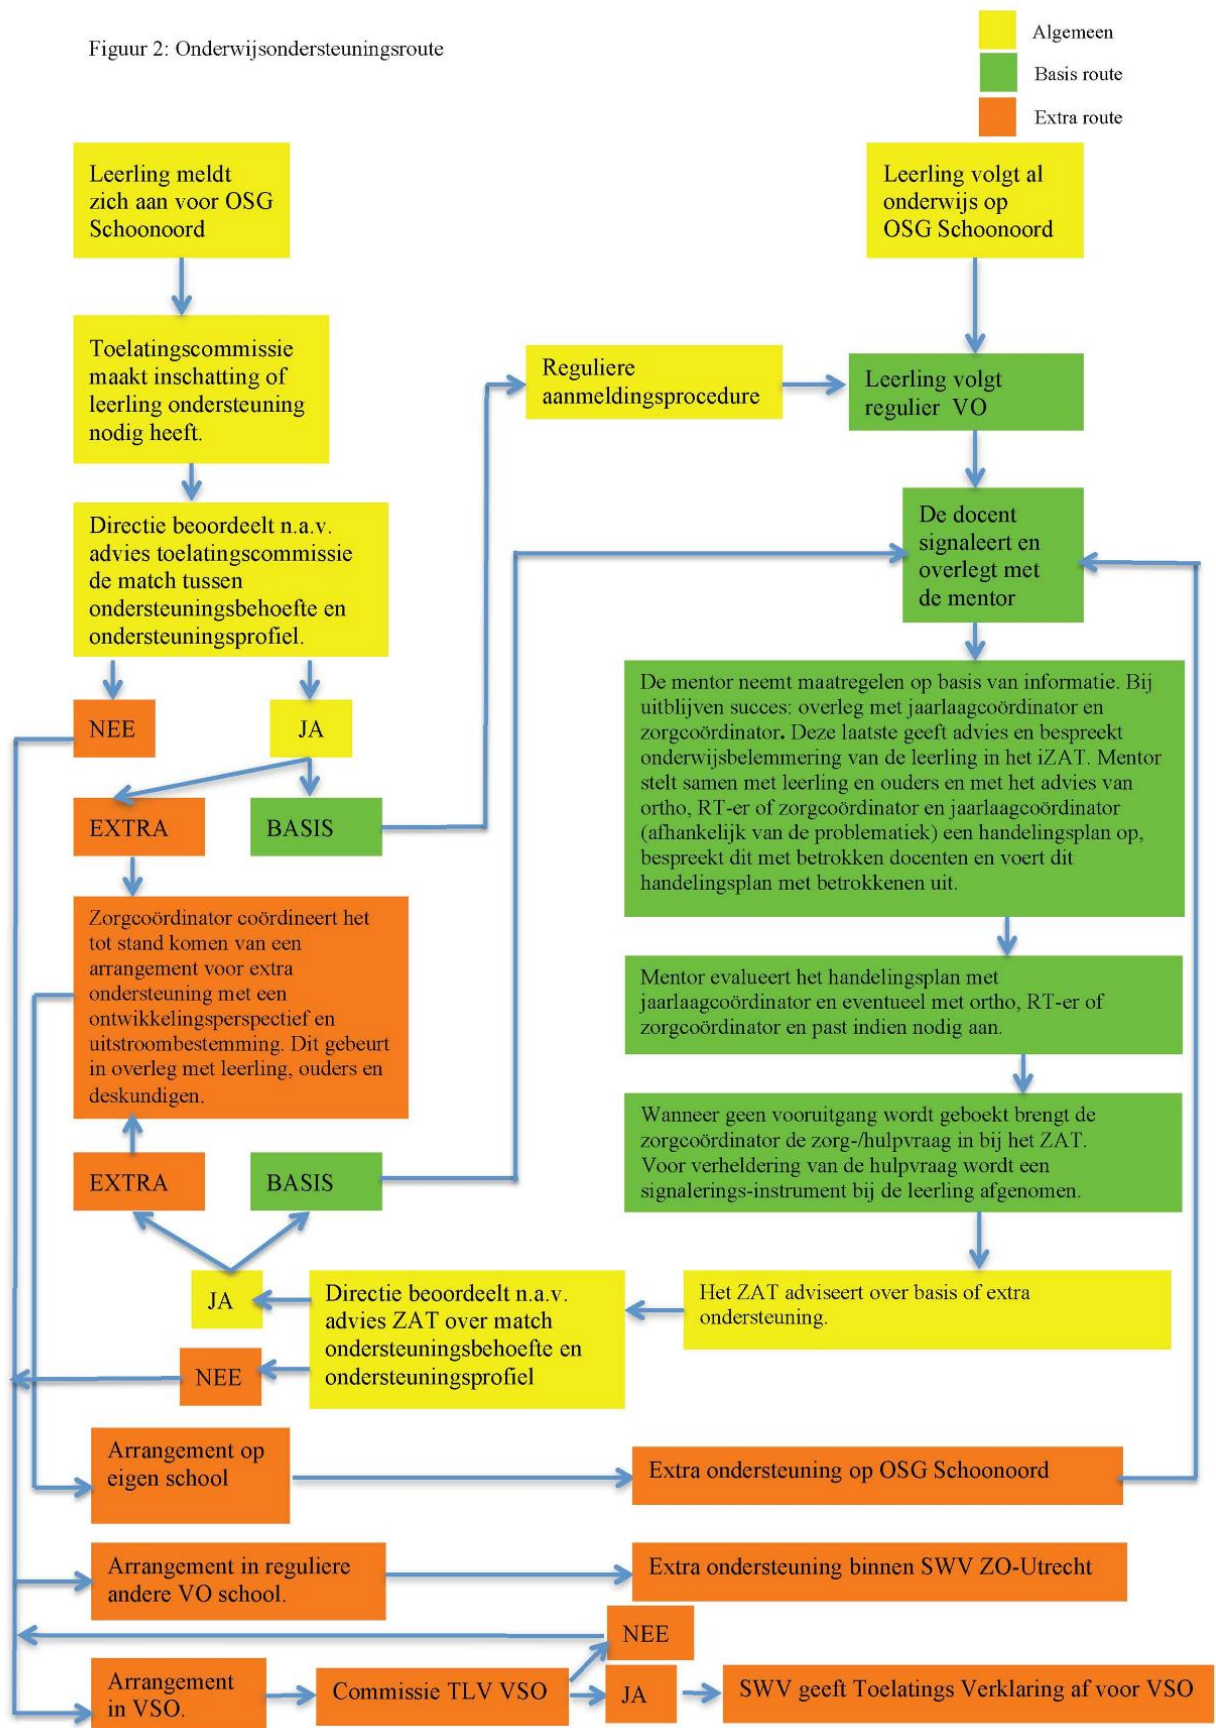 Figuur 2: Onderwijsondersteuningsroute
Algemeen
Basis route
Extra route
Leerling meldt
zich aan voor OSG
Schoonoord
Leerling volgt al
onderwijs op
OSG Schoonoord
Toelatingscommissie
maakt inschatting of
leerling ondersteuning
nodig heeft.
Reguliere
aanmeldingsprocedure
Leerling volgt
regulier VO
Directie beoordeelt n.a.v.
advies toelatingscommissie
de match tussen
ondersteuningsbehoefte en
ondersteuningsprofiel.
De docent
signaleert en
overlegt met
de mentor
NEE
JA
EXTRA
BASIS
De mentor neemt maatregelen op basis van informatie. Bij
uitblijven succes: overleg met jaarlaagcoördinator en
zorgcoördinator. Deze laatste geeft advies en bespreekt
onderwijsbelemmering van de leerling in het iZAT. Mentor
stelt samen met leerling en ouders en met het advies van
ortho, RT-er of zorgcoördinator en jaarlaagcoördinator
(afhankelijk van de problematiek) een handelingsplan op,
bespreekt dit met betrokken docenten en voert dit
handelingsplan met betrokkenen uit.
Zorgcoördinator coördineert het
tot stand komen van een
arrangement voor extra
ondersteuning met een
ontwikkelingsperspectief en
uitstroombestemming. Dit gebeurt
in overleg met leerling, ouders en
deskundigen.
Mentor evalueert het handelingsplan met
jaarlaagcoördinator en eventueel met ortho, RT-er of
zorgcoördinator en past indien nodig aan.
Wanneer geen vooruitgang wordt geboekt brengt de
zorgcoördinator de zorg-/hulpvraag in bij het ZAT.
Voor verheldering van de hulpvraag wordt een
signalerings-instrument bij de leerling afgenomen.
EXTRA
BASIS
JA
Directie beoordeelt n.a.v.
advies ZAT over match
ondersteuningsbehoefte en
ondersteuningsprofiel
Het ZAT adviseert over basis of extra
ondersteuning.
NEE
Arrangement op
eigen school
Extra ondersteuning op OSG Schoonoord
Arrangement in reguliere
andere VO school.
Extra ondersteuning binnen SWV ZO-Utrecht
NEE
Arrangement
in VSO.
Commissie TLV VSO
JA
SWV geeft Toelatings Verklaring af voor VSO